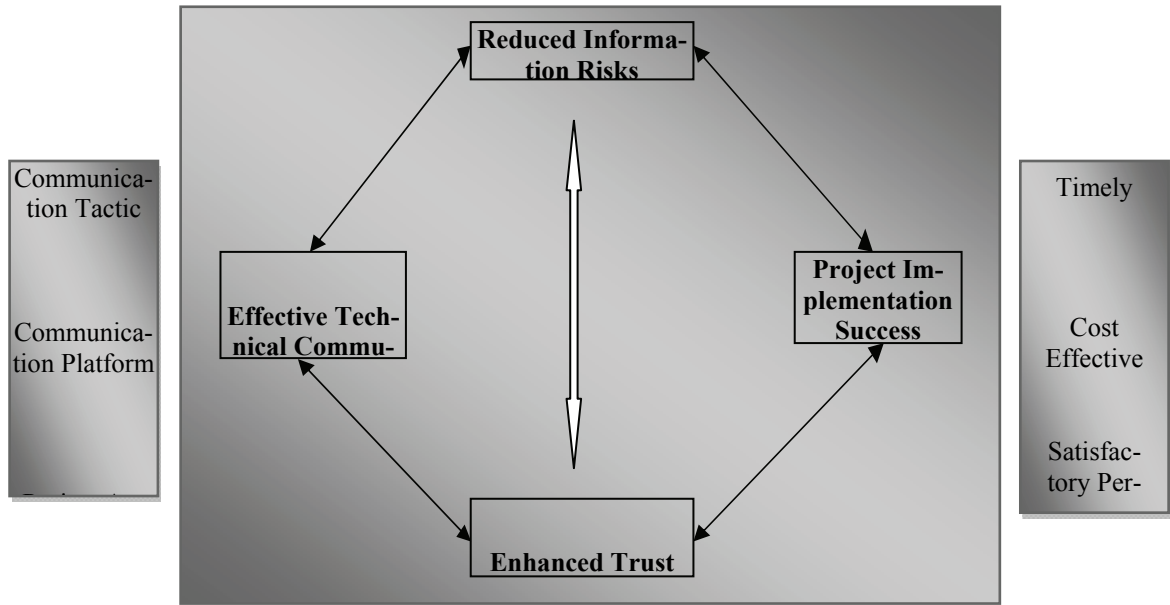 Communica-
tion Tactic
Communica-
tion Platform
Reduced Informa-
tion Risks
Effective Tech-
nical Commu-
Project Im-
plementation
Success
Enhanced Trust
Timely
Cost
Effective
Satisfac-
tory Per-